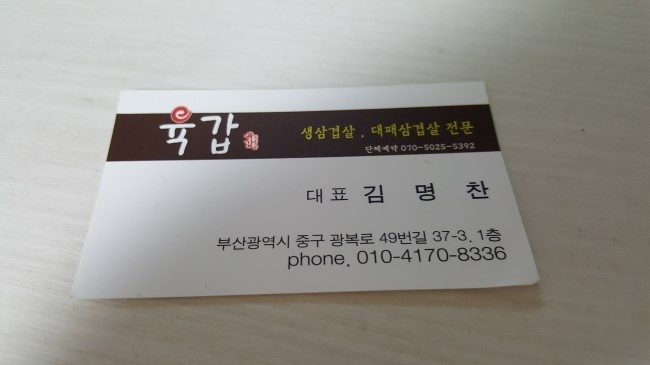 육갑
생삼겹살 . 대패삼겹살 전문
단체예약 070-5025-5392
대표 김 명 찬
부산광역시 중구 광복로 49번길 37-3. 1층
phone. 010-4170-8336